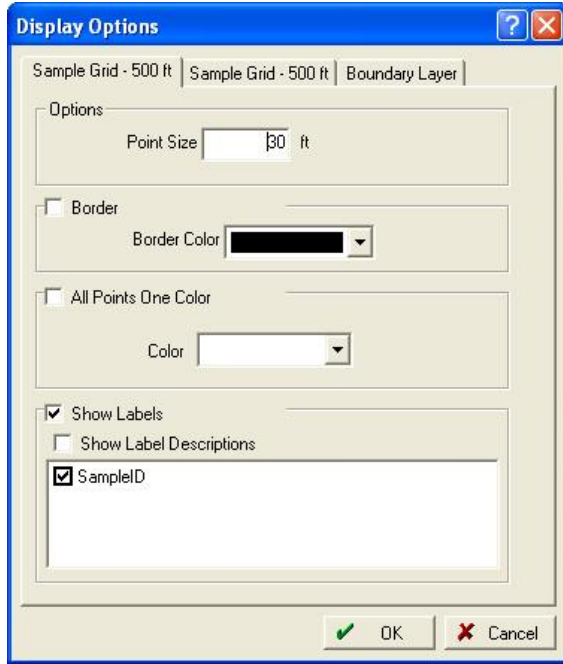 Display Options
Sample Grid - 500 ft Sample Grid - 500 ft Boundary Layer
Options
Point Size 30 ft
Border
Border Color
All Points One Color
Color
Show Labels
Show Label Descriptions
SampleID
OK Cancel